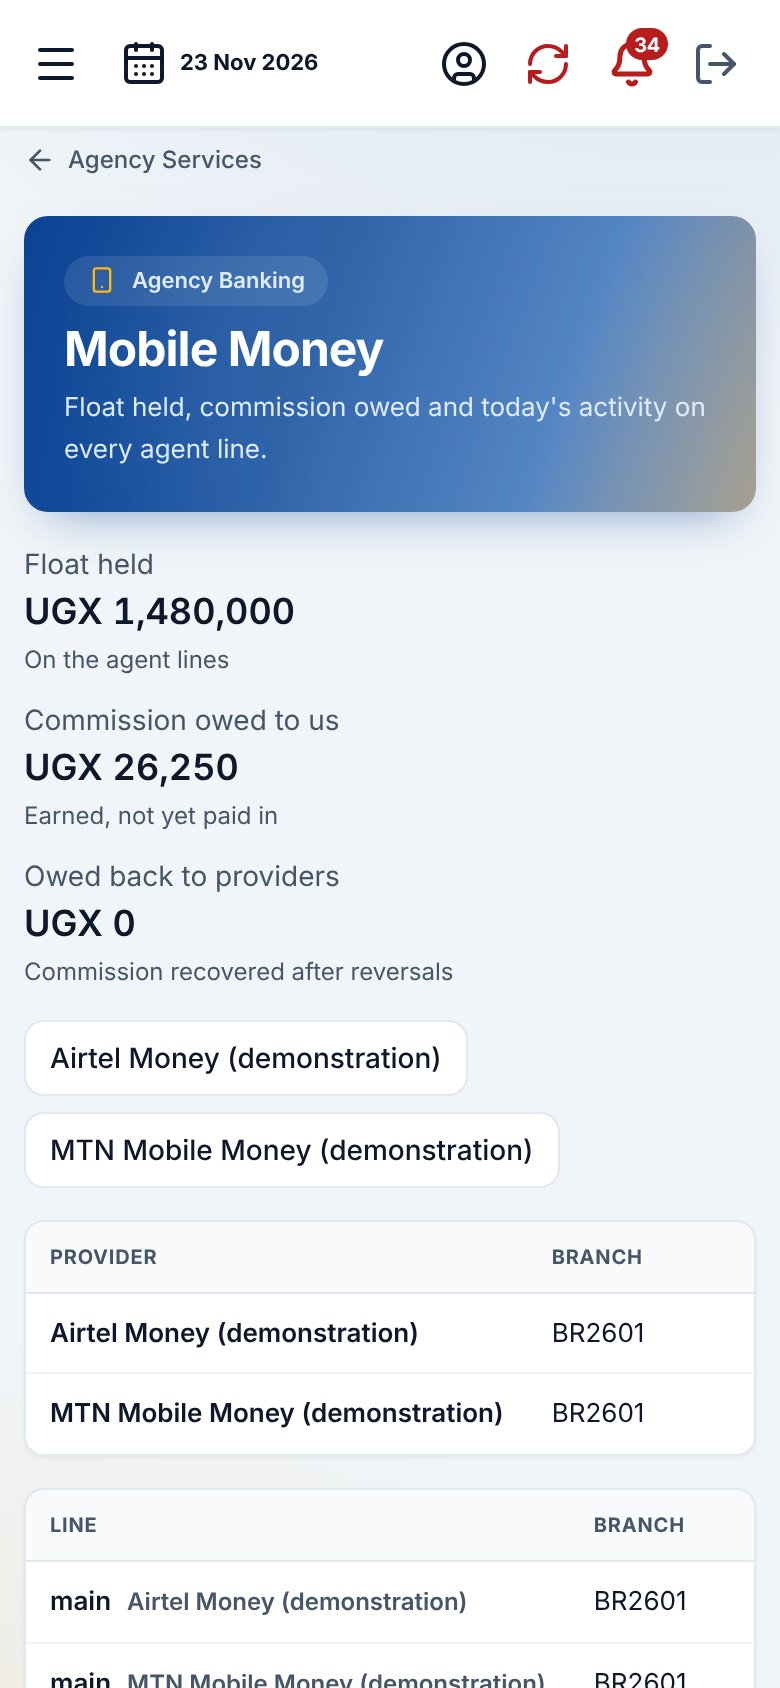 23 Nov 2026
34
Agency Services
Agency Banking
Mobile Money
Float held, commission owed and today's activity on
every agent line.
Float held
UGX 1,480,000
On the agent lines
Commission owed to us
UGX 26,250
Earned, not yet paid in
Owed back to providers
UGX 0
Commission recovered after reversals
Airtel Money (demonstration)
MTN Mobile Money (demonstration)
PROVIDER BRANCH
Airtel Money (demonstration) BR2601
MTN Mobile Money (demonstration) BR2601
LINE BRANCH
main Airtel Money (demonstration) BR2601
main MTN Mobile Money (demonstration) BR2601